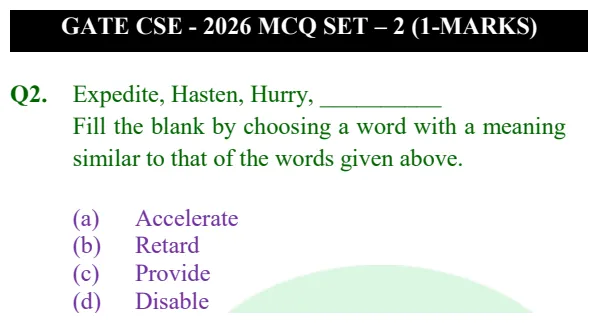 GATE CSE - 2026 MCQ SET – 2 (1-MARKS)
Q2. Expedite, Hasten, Hurry, __________
Fill the blank by choosing a word with a meaning
similar to that of the words given above.
(a) Accelerate
(b) Retard
(c) Provide
(d) Disable